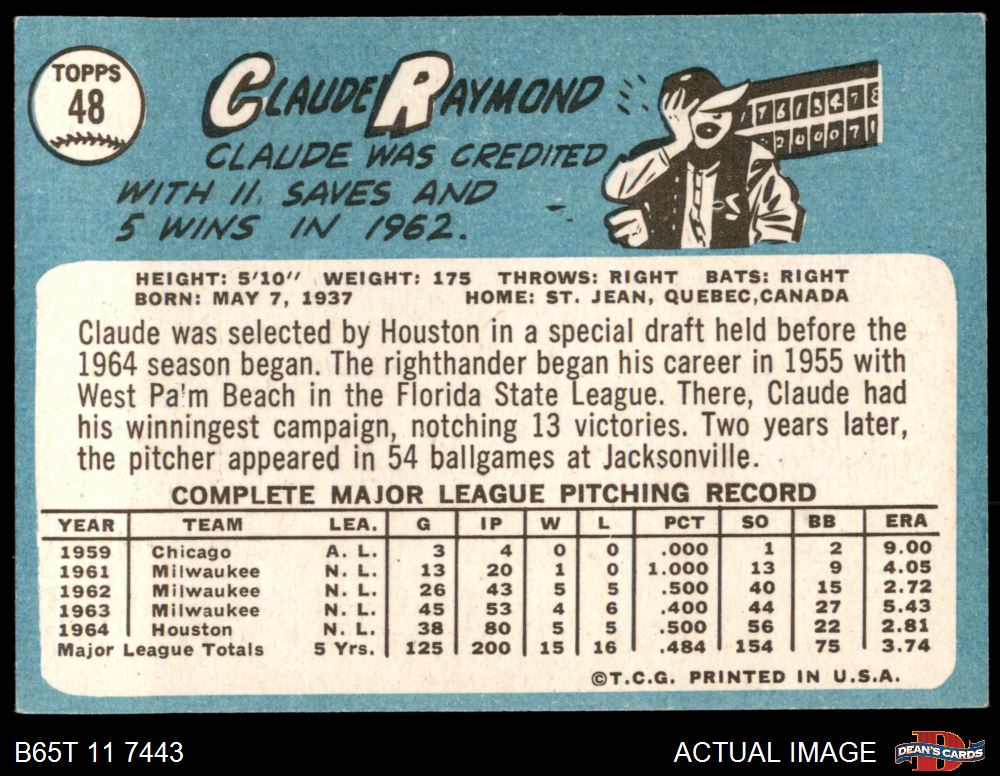 TOPPS
48
CLAUDE RAYMOND
CLAUDE WAS CREDITED
WITH 11 SAVES AND
5 WINS IN 1962.
HEIGHT: 5'10" WEIGHT: 175 THROWS: RIGHT BATS: RIGHT
BORN: MAY 7, 1937 HOME: ST. JEAN, QUEBEC, CANADA
Claude was selected by Houston in a special draft held before the
1964 season began. The righthander began his career in 1955 with
West Pa'm Beach in the Florida State League. There, Claude had
his winningest campaign, notching 13 victories. Two years later,
the pitcher appeared in 54 ballgames at Jacksonville.
COMPLETE MAJOR LEAGUE PITCHING RECORD
YEAR TEAM LEA. G IP W L PCT SO BB ERA
1959 Chicago A. L. 3 4 0 0 .000 1 2 9.00
1961 Milwaukee N. L. 13 20 1 0 1.000 13 9 4.05
1962 Milwaukee N. L. 26 43 5 5 .500 40 15 2.72
1963 Milwaukee N. L. 45 53 4 6 .400 44 27 5.43
1964 Houston N. L. 38 80 5 5 .500 56 22 2.81
Major League Totals 5 Yrs. 125 200 15 16 .484 154 75 3.74
©T.C.G. PRINTED IN U.S.A.
B65T 11 7443
ACTUAL IMAGE
DEAN'S CARDS